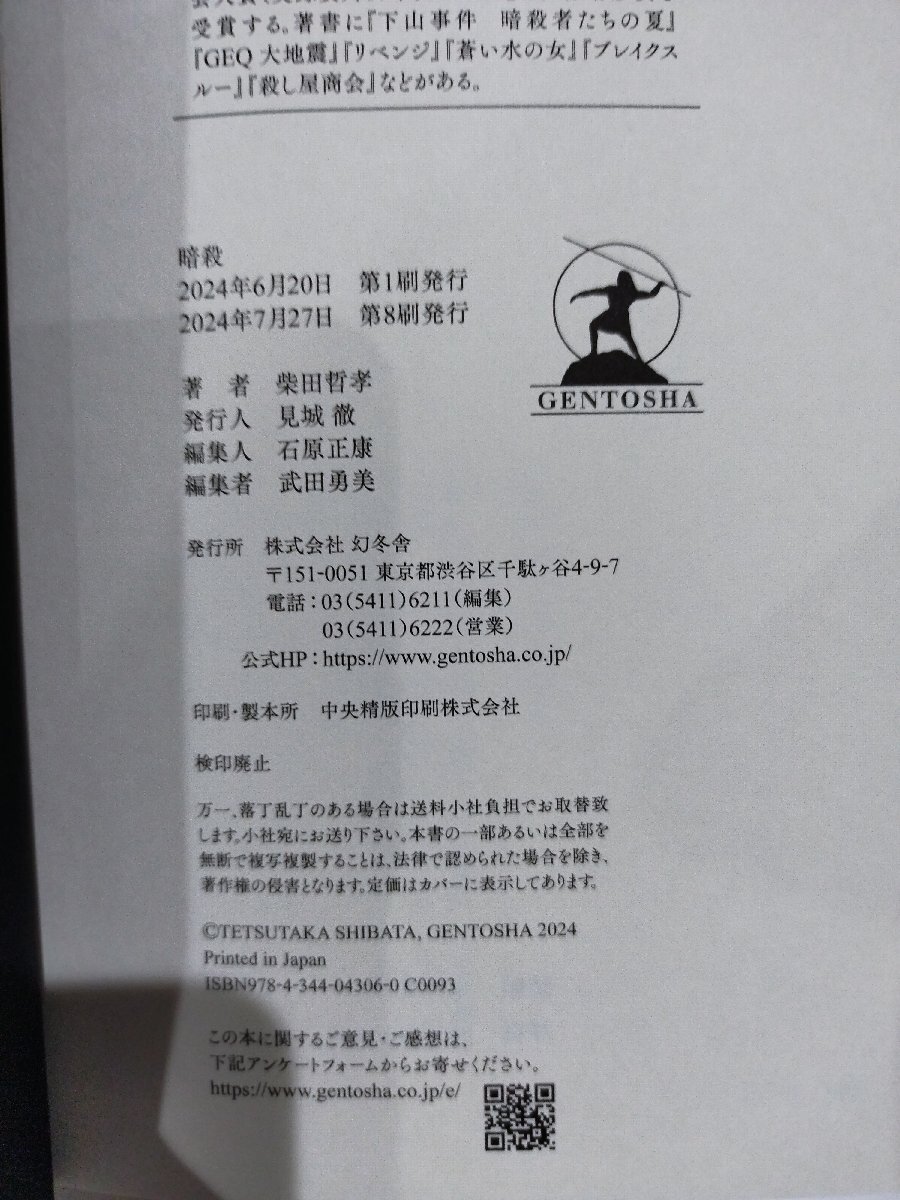 受賞する。著書に『下山事件　暗殺者たちの夏』
『GEQ 大地震』『リベンジ』『蒼い水の女』『ブレイクス
ルー』『殺し屋商会』などがある。
暗殺
2024年6月20日　第1刷発行
2024年7月27日　第8刷発行
GENTOSHA
著　者　柴田哲孝
発行人　見城 徹
編集人　石原正康
編集者　武田勇美
発行所　株式会社 幻冬舎
〒151-0051 東京都渋谷区千駄ヶ谷4-9-7
電話：03(5411)6211(編集)
03(5411)6222(営業)
公式HP：https://www.gentosha.co.jp/
印刷・製本所　中央精版印刷株式会社
検印廃止
万一、落丁乱丁のある場合は送料小社負担でお取替致
します。小社宛にお送り下さい。本書の一部あるいは全部を
無断で複写複製することは、法律で認められた場合を除き、
著作権の侵害となります。定価はカバーに表示してあります。
©TETSUTAKA SHIBATA, GENTOSHA 2024
Printed in Japan
ISBN978-4-344-04306-0 C0093
この本に関するご意見・ご感想は、
下記アンケートフォームからお寄せください。
https://www.gentosha.co.jp/e/